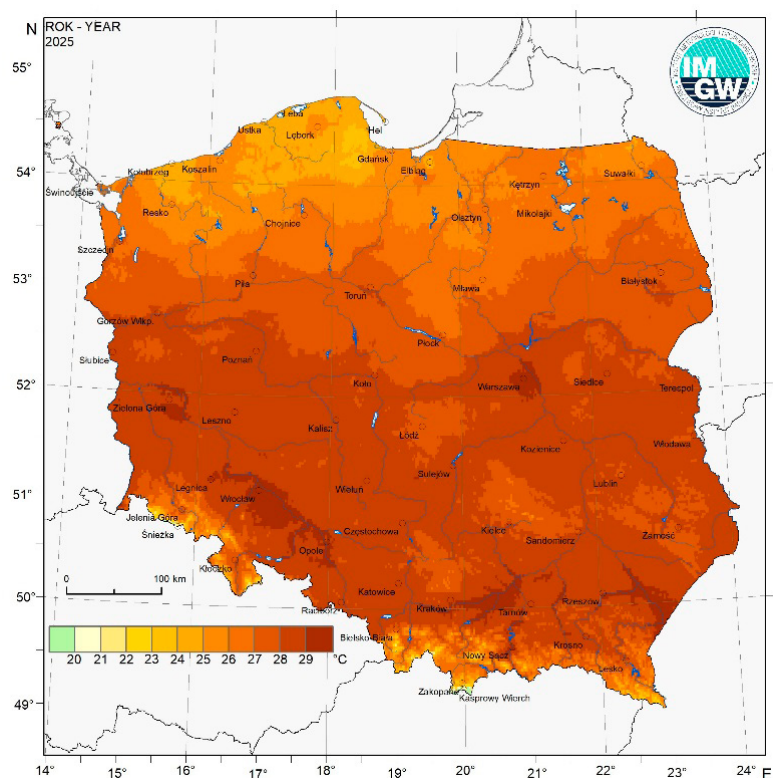 N
ROK - YEAR
2025
IMGW
55°
54°
53°
52°
51°
50°
49°
Łeba
Ustka
Lębork
Hel
Gdańsk
Kołobrzeg
Koszalin
Elbląg
Suwałki
Kętrzyn
Świnoujście
Resko
Chojnice
Olsztyn
Mikołajki
Szczecin
Piła
Toruń
Mława
Białystok
Gorzów Wlkp.
Płock
Słubice
Poznań
Koło
Warszawa
Siedlce
Terespol
Zielona Góra
Leszno
Kalisz
Łódź
Kozienice
Włodawa
Sulejów
Legnica
Wrocław
Wieluń
Lublin
Jelenia Góra
Śnieżka
Częstochowa
Kielce
Sandomierz
Zamość
Opole
Kłodzko
0 100 km
Katowice
Racibórz
Kraków
Tarnów
Rzeszów
Bielsko-Biała
Nowy Sącz
Krosno
Lesko
Zakopane
Kasprowy Wierch
20 21 22 23 24 25 26 27 28 29 °C
14° 15° 16° 17° 18° 19° 20° 21° 22° 23° 24° E